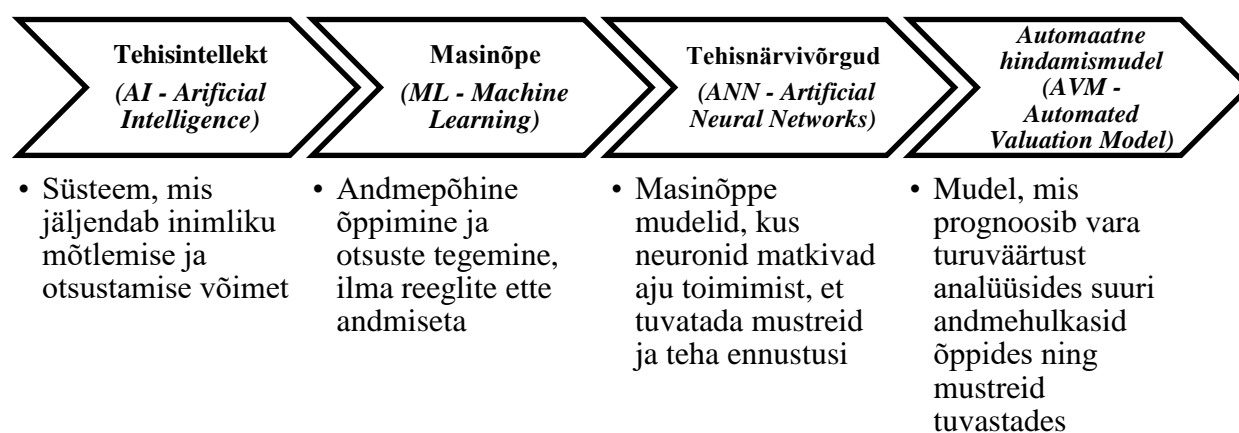 Tehisintellekt
(AI - Arificial
Intelligence)
Masinõpe
(ML - Machine
Learning)
Tehisnärvivõrgud
(ANN - Artificial
Neural Networks)
Automaatne
hindamismudel
(AVM -
Automated
Valuation Model)
• Süsteem, mis
jäljendab inimliku
mõtlemise ja
otsustamise võimet
• Andmepõhine
õppimine ja
otsuste tegemine,
ilma reeglite ette
andmiseta
• Masinõppe
mudelid, kus
neuronid matkivad
aju toimimist, et
tuvatada mustreid
ja teha ennustusi
• Mudel, mis
prognoosib vara
turuväärtust
analüüsides suuri
andmehulkasid
õppides ning
mustreid
tuvastades